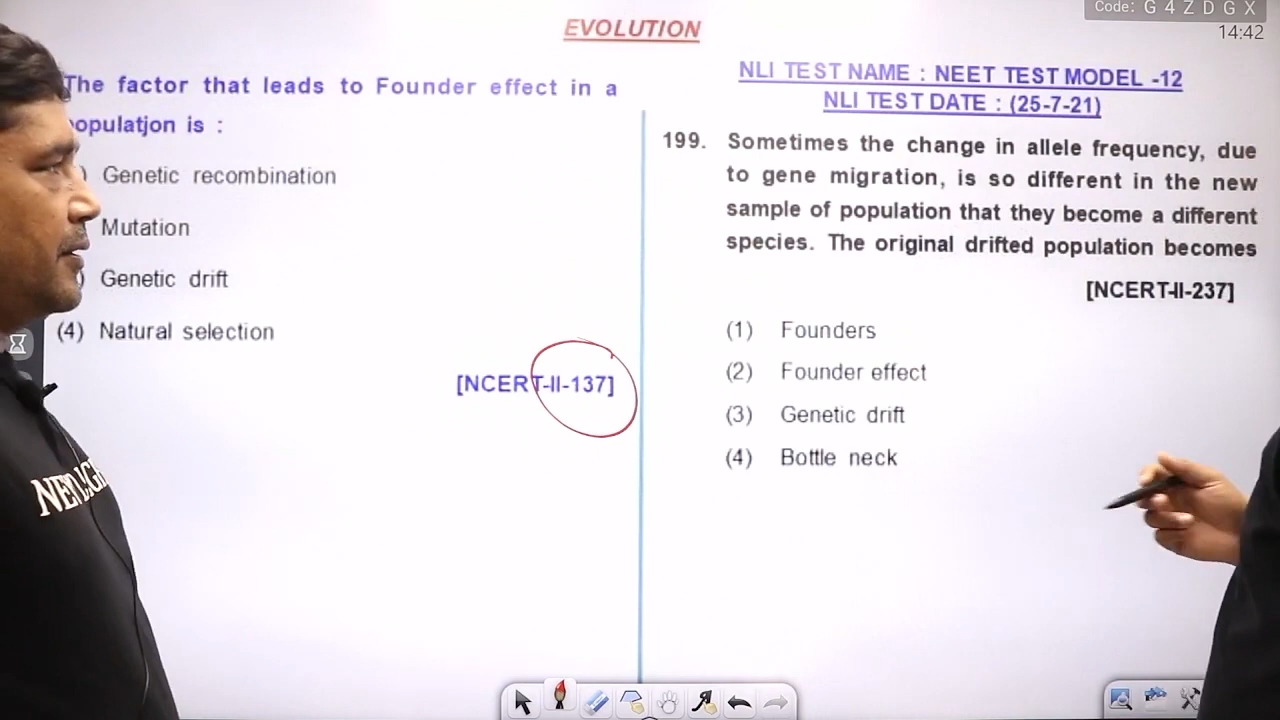 Code: G4ZDGX
14:42
EVOLUTION
The factor that leads to Founder effect in a
populatjon is :
) Genetic recombination
Mutation
) Genetic drift
(4) Natural selection
[NCERT-II-137]
NLI TEST NAME : NEET TEST MODEL -12
NLI TEST DATE : (25-7-21)
199. Sometimes the change in allele frequency, due
to gene migration, is so different in the new
sample of population that they become a different
species. The original drifted population becomes
[NCERT-II-237]
(1) Founders
(2) Founder effect
(3) Genetic drift
(4) Bottle neck